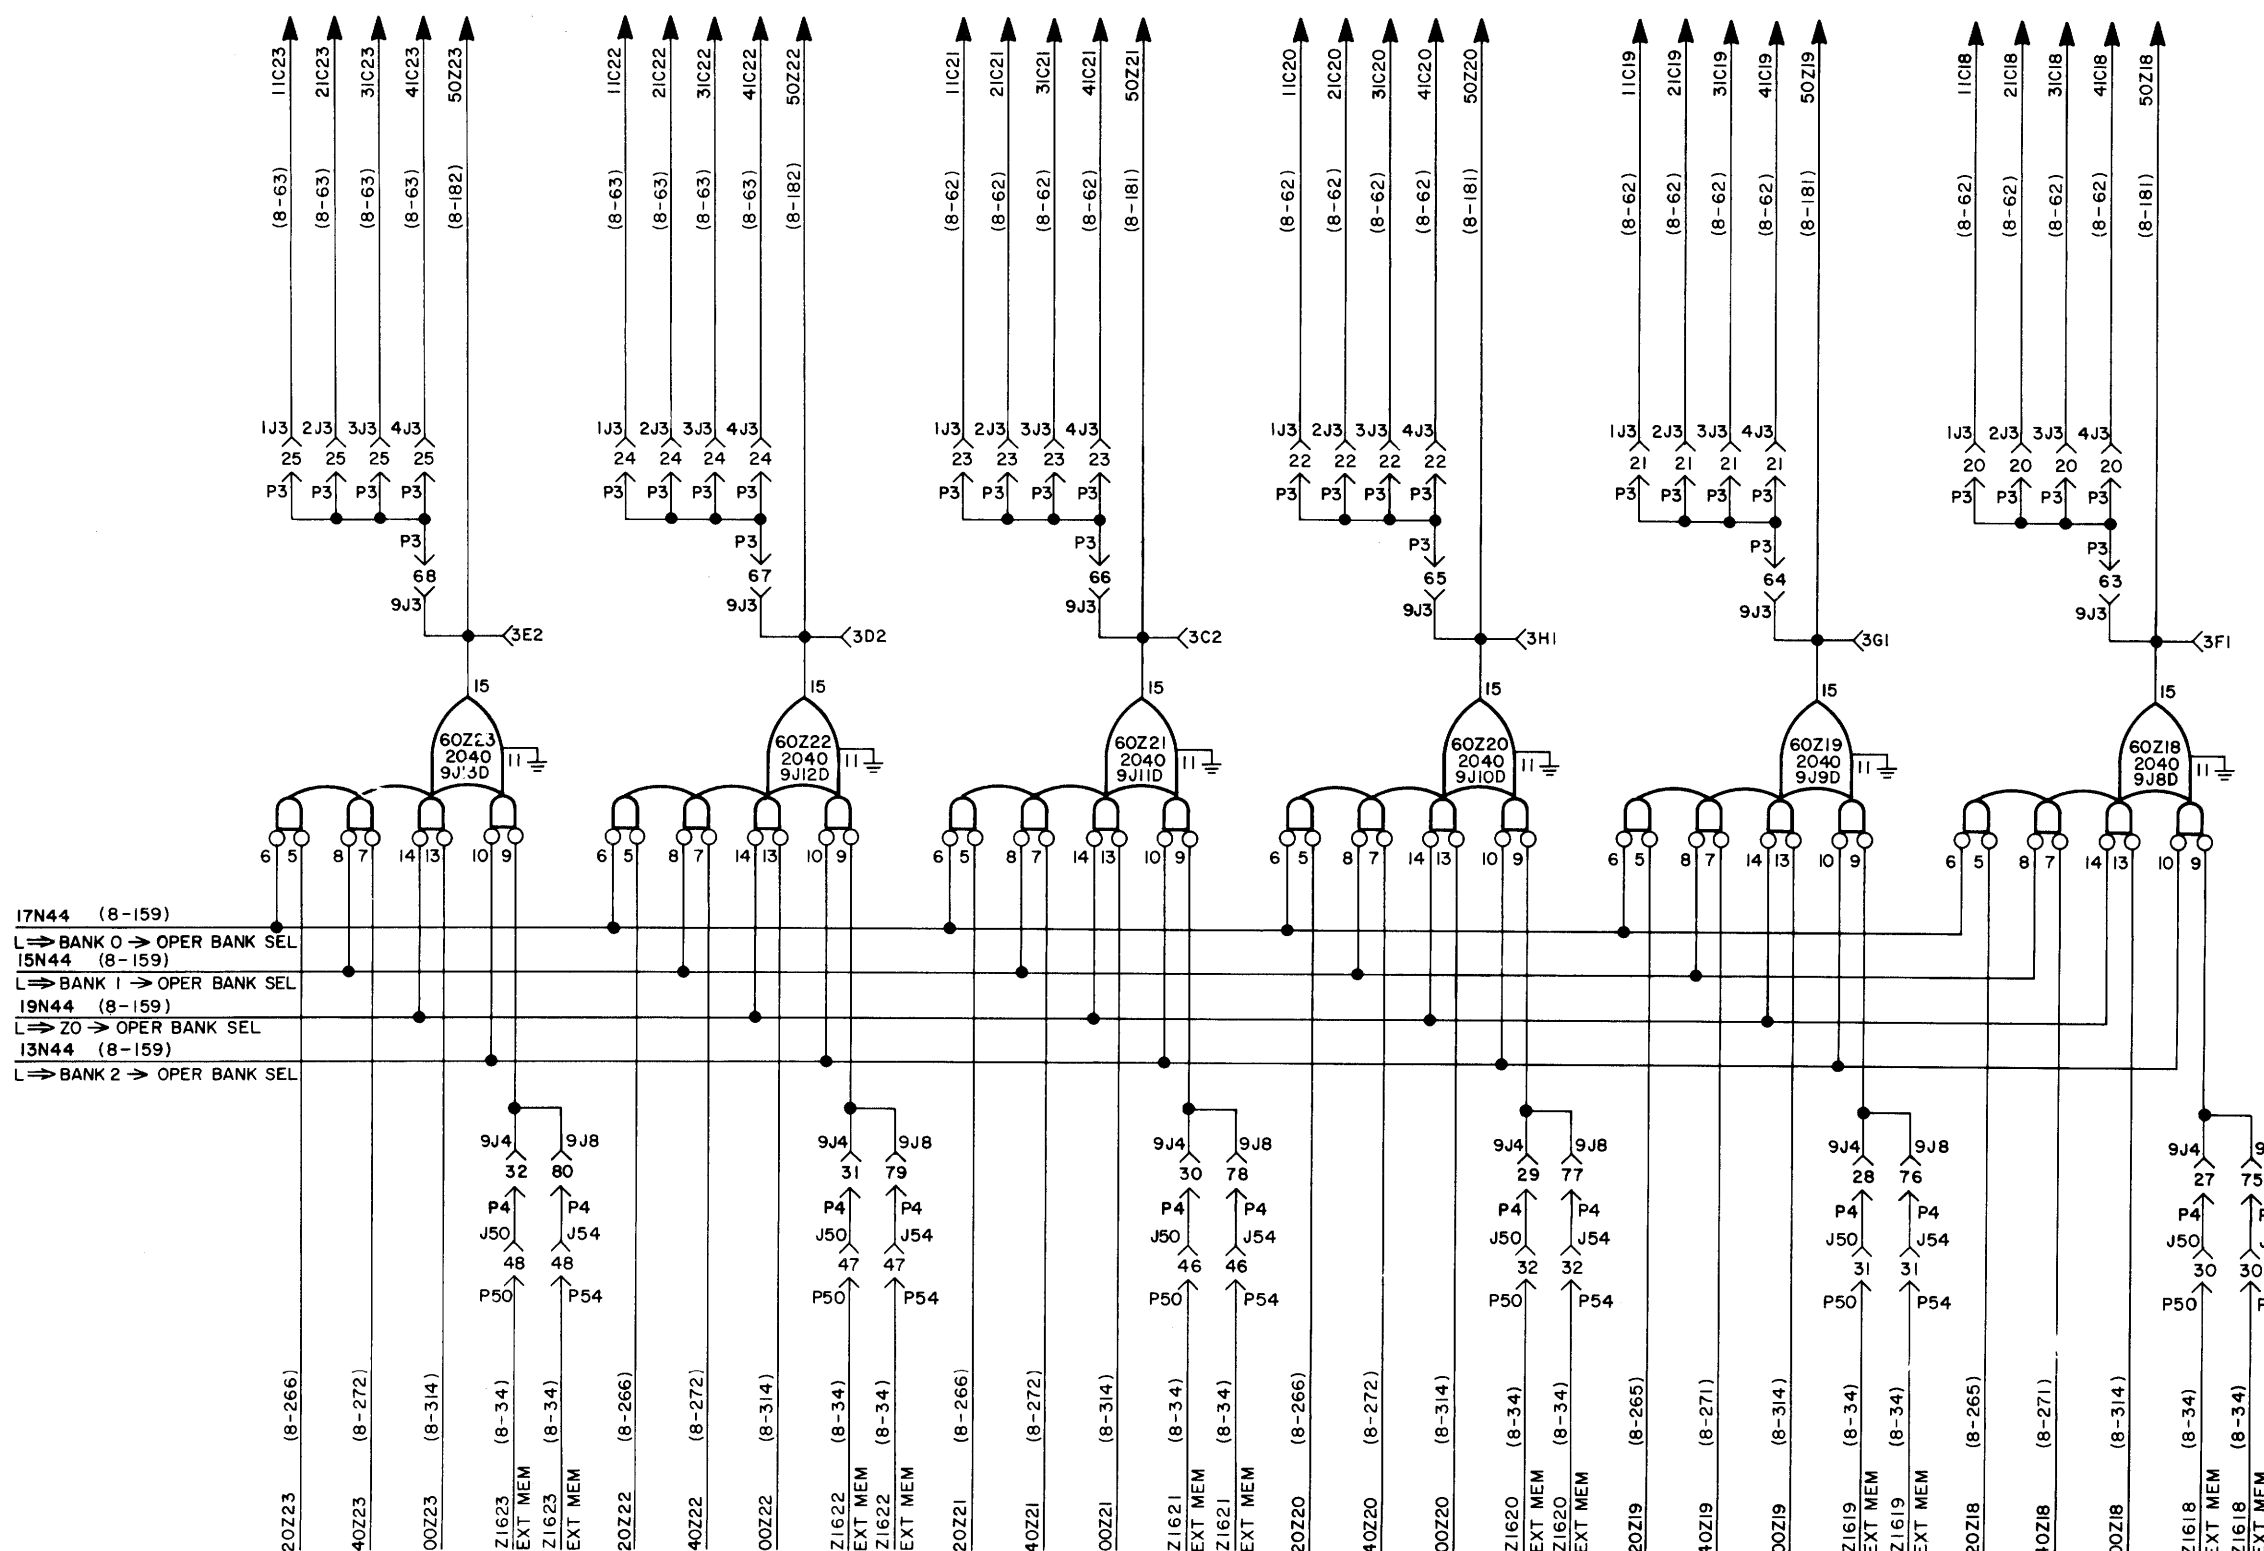 11C23 21C23 31C23 41C23 50Z23 11C22 21C22 31C22 41C22 50Z22 11C21 21C21 31C21 41C21 50Z21 11C20 21C20 31C20 41C20 50Z20 11C19 21C19 31C19 41C19 50Z19 11C18 21C18 31C18 41C18 50Z18
(8-63) (8-63) (8-63) (8-63) (8-182) (8-63) (8-63) (8-63) (8-63) (8-182) (8-62) (8-62) (8-62) (8-62) (8-181) (8-62) (8-62) (8-62) (8-62) (8-181) (8-62) (8-62) (8-62) (8-62) (8-181) (8-62) (8-62) (8-62) (8-62) (8-181)
1J3 2J3 3J3 4J3 1J3 2J3 3J3 4J3 1J3 2J3 3J3 4J3 1J3 2J3 3J3 4J3 1J3 2J3 3J3 4J3 1J3 2J3 3J3 4J3
25 25 25 25 24 24 24 24 23 23 23 23 22 22 22 22 21 21 21 21 20 20 20 20
P3 P3 P3 P3 P3 P3 P3 P3 P3 P3 P3 P3 P3 P3 P3 P3 P3 P3 P3 P3 P3 P3 P3 P3
P3 P3 P3 P3 P3 P3
68 67 66 65 64 63
9J3 9J3 9J3 9J3 9J3 9J3
3E2 3D2 3C2 3H1 3G1 3F1
15 15 15 15 15 15
60Z23 60Z22 60Z21 60Z20 60Z19 60Z18
2040 11 2040 11 2040 11 2040 11 2040 11 2040 11
9J13D 9J12D 9J11D 9J10D 9J9D 9J8D
6 5 8 7 14 13 10 9 6 5 8 7 14 13 10 9 6 5 8 7 14 13 10 9 6 5 8 7 14 13 10 9 6 5 8 7 14 13 10 9 6 5 8 7 14 13 10 9
17N44 (8-159)
L⇒BANK 0 → OPER BANK SEL
15N44 (8-159)
L⇒BANK 1 → OPER BANK SEL
19N44 (8-159)
L⇒Z0 → OPER BANK SEL
13N44 (8-159)
L⇒BANK 2 → OPER BANK SEL
9J4 9J8 9J4 9J8 9J4 9J8 9J4 9J8 9J4 9J8 9J4
32 80 31 79 30 78 29 77 28 76 27 75
P4 P4 P4 P4 P4 P4 P4 P4 P4 P4 P4
J50 J54 J50 J54 J50 J54 J50 J54 J50 J54 J50
48 48 47 47 46 46 32 32 31 31 30 30
P50 P54 P50 P54 P50 P54 P50 P54 P50 P54 P50
(8-266) (8-272) (8-314) (8-34) (8-34) (8-266) (8-272) (8-314) (8-34) (8-34) (8-266) (8-272) (8-314) (8-34) (8-34) (8-266) (8-272) (8-314) (8-34) (8-34) (8-265) (8-271) (8-314) (8-34) (8-34) (8-265) (8-271) (8-314) (8-34) (8-34)
20Z23 40Z23 00Z23 Z1623 EXT MEM Z1623 EXT MEM 20Z22 40Z22 00Z22 Z1622 EXT MEM Z1622 EXT MEM 20Z21 40Z21 00Z21 Z1621 EXT MEM Z1621 EXT MEM 20Z20 40Z20 00Z20 Z1620 EXT MEM Z1620 EXT MEM 20Z19 40Z19 00Z19 Z1619 EXT MEM Z1619 EXT MEM 20Z18 40Z18 00Z18 Z1618 EXT MEM Z1618 EXT MEM